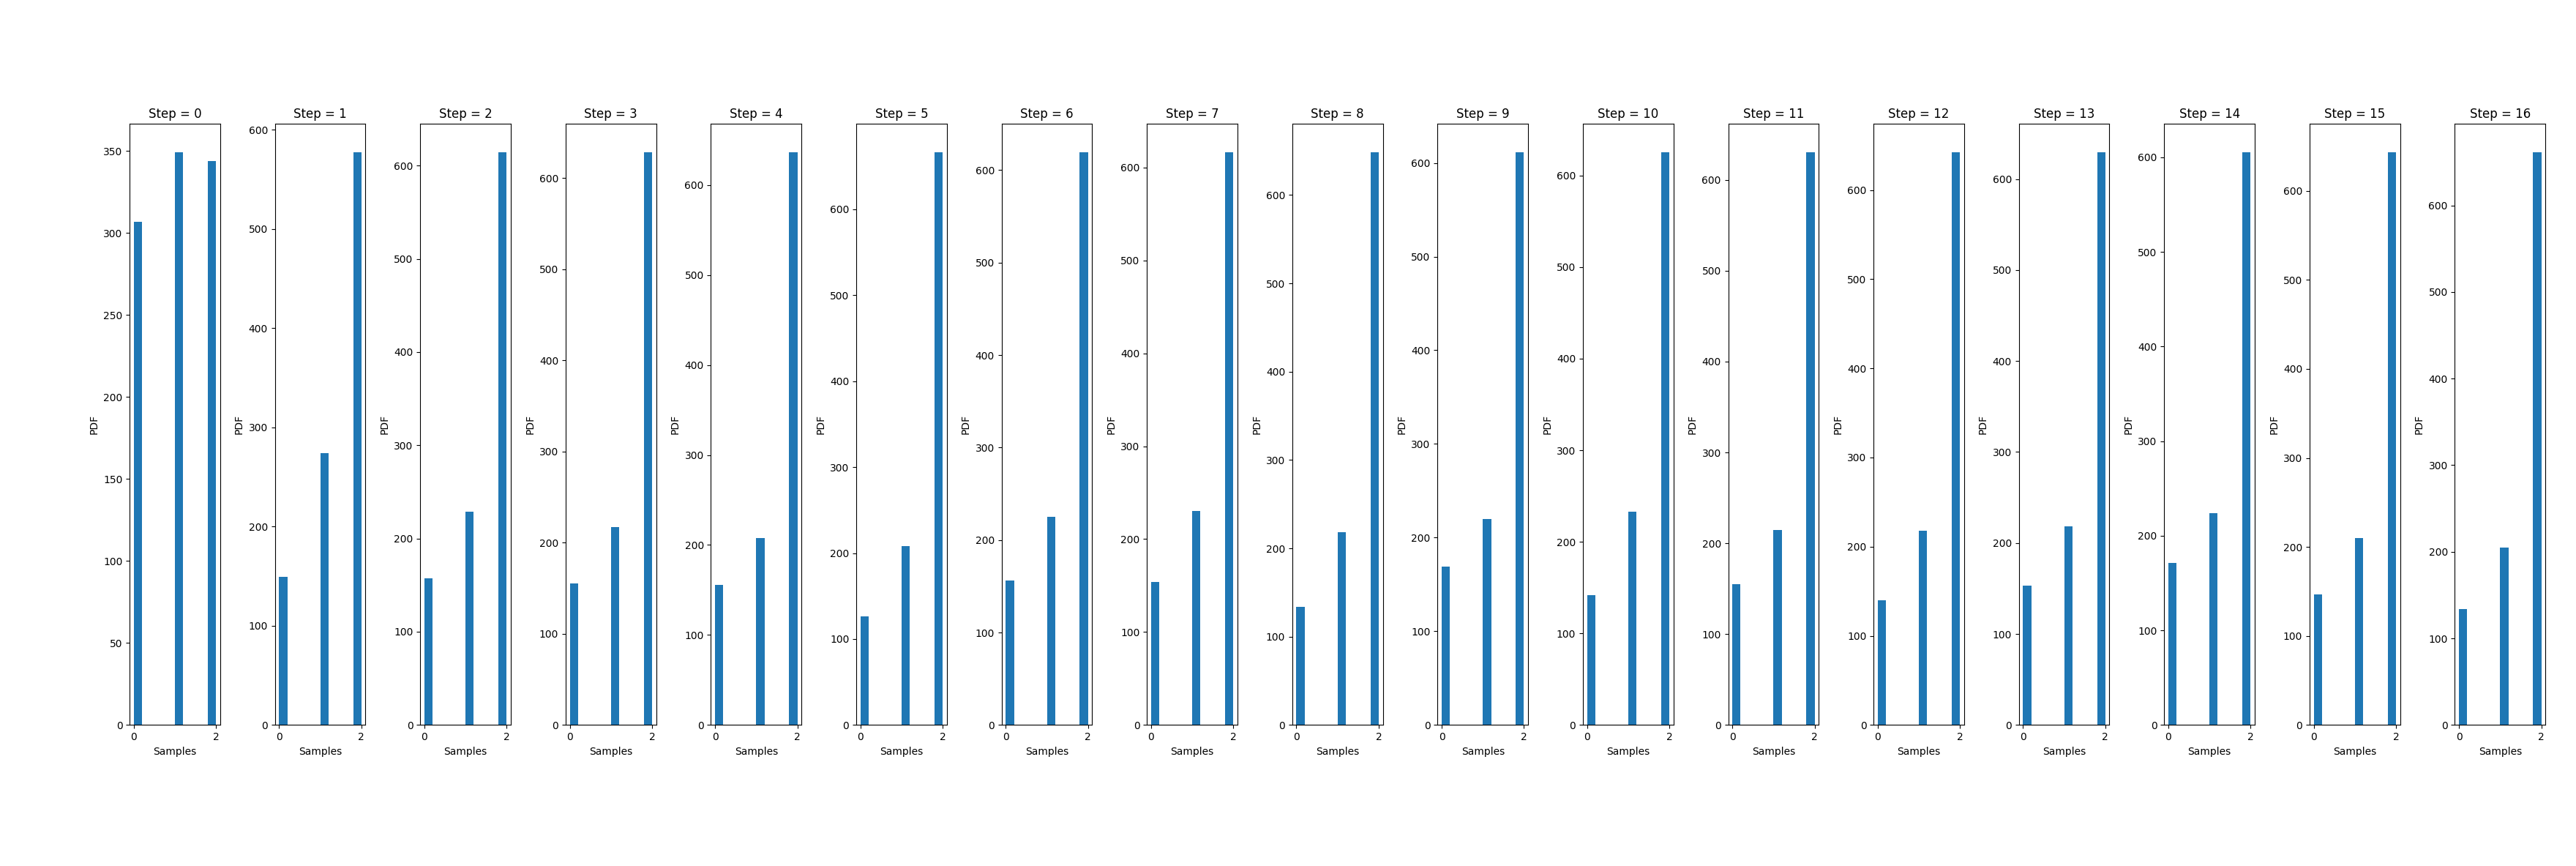 Step = 0
350
300
250
200
150
100
50
0
PDF
0 2
Samples
Step = 1
600
500
400
300
200
100
0
PDF
0 2
Samples
Step = 2
600
500
400
300
200
100
0
PDF
0 2
Samples
Step = 3
600
500
400
300
200
100
0
PDF
0 2
Samples
Step = 4
600
500
400
300
200
100
0
PDF
0 2
Samples
Step = 5
600
500
400
300
200
100
0
PDF
0 2
Samples
Step = 6
600
500
400
300
200
100
0
PDF
0 2
Samples
Step = 7
600
500
400
300
200
100
0
PDF
0 2
Samples
Step = 8
600
500
400
300
200
100
0
PDF
0 2
Samples
Step = 9
600
500
400
300
200
100
0
PDF
0 2
Samples
Step = 10
600
500
400
300
200
100
0
PDF
0 2
Samples
Step = 11
600
500
400
300
200
100
0
PDF
0 2
Samples
Step = 12
600
500
400
300
200
100
0
PDF
0 2
Samples
Step = 13
600
500
400
300
200
100
0
PDF
0 2
Samples
Step = 14
600
500
400
300
200
100
0
PDF
0 2
Samples
Step = 15
600
500
400
300
200
100
0
PDF
0 2
Samples
Step = 16
600
500
400
300
200
100
0
PDF
0 2
Samples